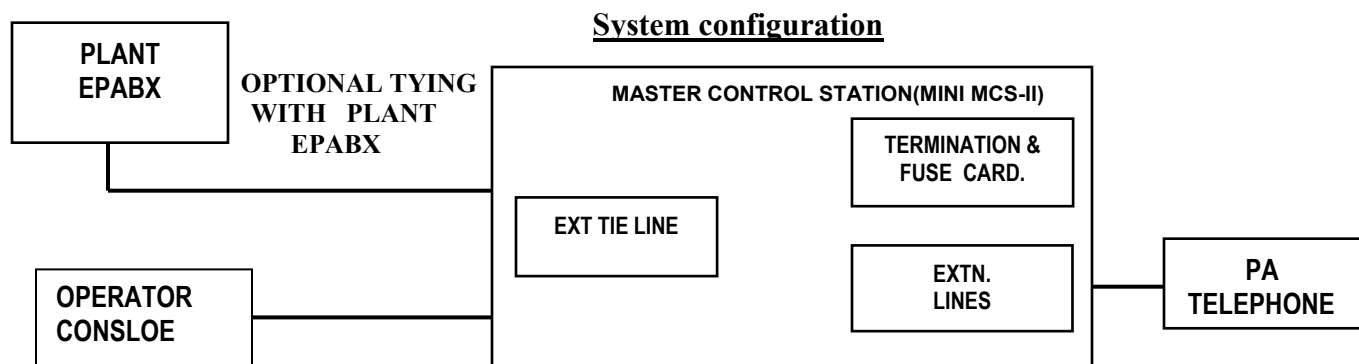 System configuration
PLANT
EPABX
OPTIONAL TYING
WITH PLANT
EPABX
MASTER CONTROL STATION(MINI MCS-II)
TERMINATION &
FUSE CARD.
EXT TIE LINE
EXTN.
LINES
PA
TELEPHONE
OPERATOR
CONSLOE